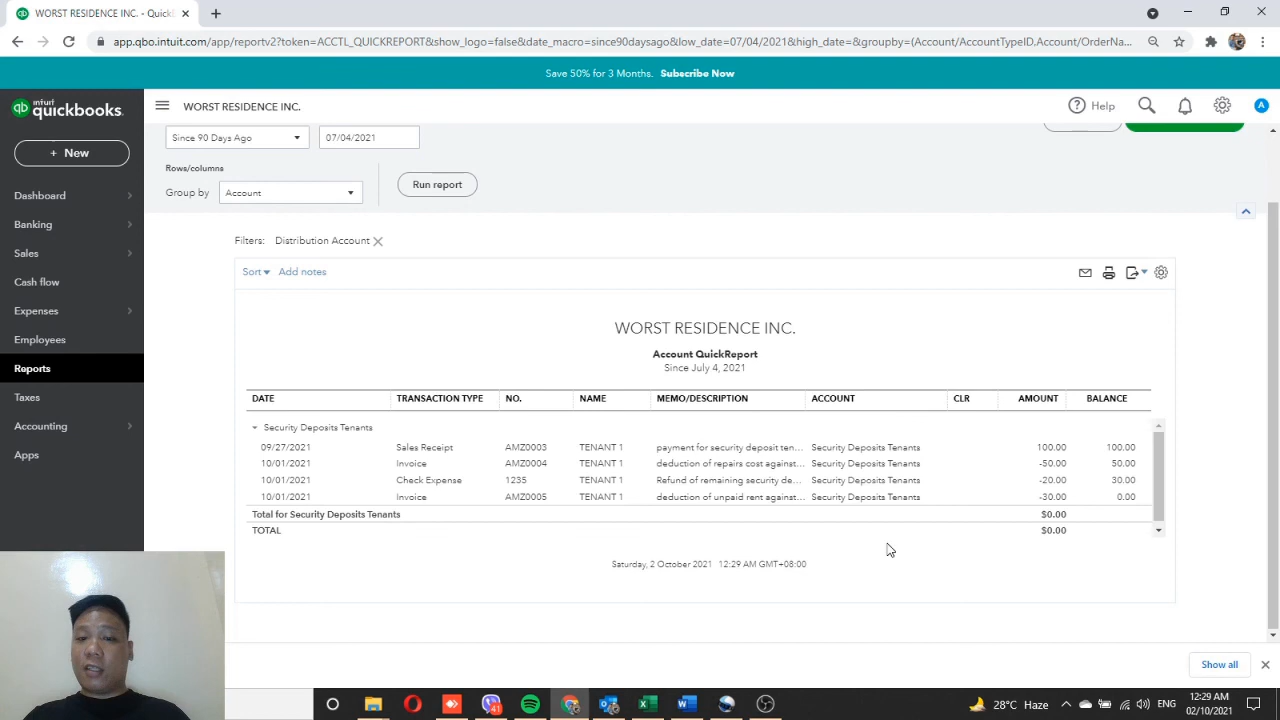 WORST RESIDENCE INC. - Quick
app.qbo.intuit.com/app/reportv2?token=ACCTL_QUICKREPORT&show_logo=false&date_macro=since90daysago&low_date=07/04/2021&high_date=&groupby=(Account/AccountTypeID,Account/OrderNa...
Save 50% for 3 Months. Subscribe Now
intuit quickbooks.
WORST RESIDENCE INC.
Help
A
+ New
Dashboard
Banking
Sales
Cash flow
Expenses
Employees
Reports
Taxes
Accounting
Apps
Since 90 Days Ago 07/04/2021
Rows/columns
Group by Account Run report
Filters: Distribution Account
Sort Add notes
WORST RESIDENCE INC.
Account QuickReport
Since July 4, 2021
DATE TRANSACTION TYPE NO. NAME MEMO/DESCRIPTION ACCOUNT CLR AMOUNT BALANCE
Security Deposits Tenants
09/27/2021 Sales Receipt AMZ0003 TENANT 1 payment for security deposit ten... Security Deposits Tenants 100.00 100.00
10/01/2021 Invoice AMZ0004 TENANT 1 deduction of repairs cost against... Security Deposits Tenants -50.00 50.00
10/01/2021 Check Expense 1235 TENANT 1 Refund of remaining security de... Security Deposits Tenants -20.00 30.00
10/01/2021 Invoice AMZ0005 TENANT 1 deduction of unpaid rent against... Security Deposits Tenants -30.00 0.00
Total for Security Deposits Tenants $0.00
TOTAL $0.00
Saturday, 2 October 2021 12:29 AM GMT+08:00
Show all
41
28°C Haze
ENG
12:29 AM
02/10/2021